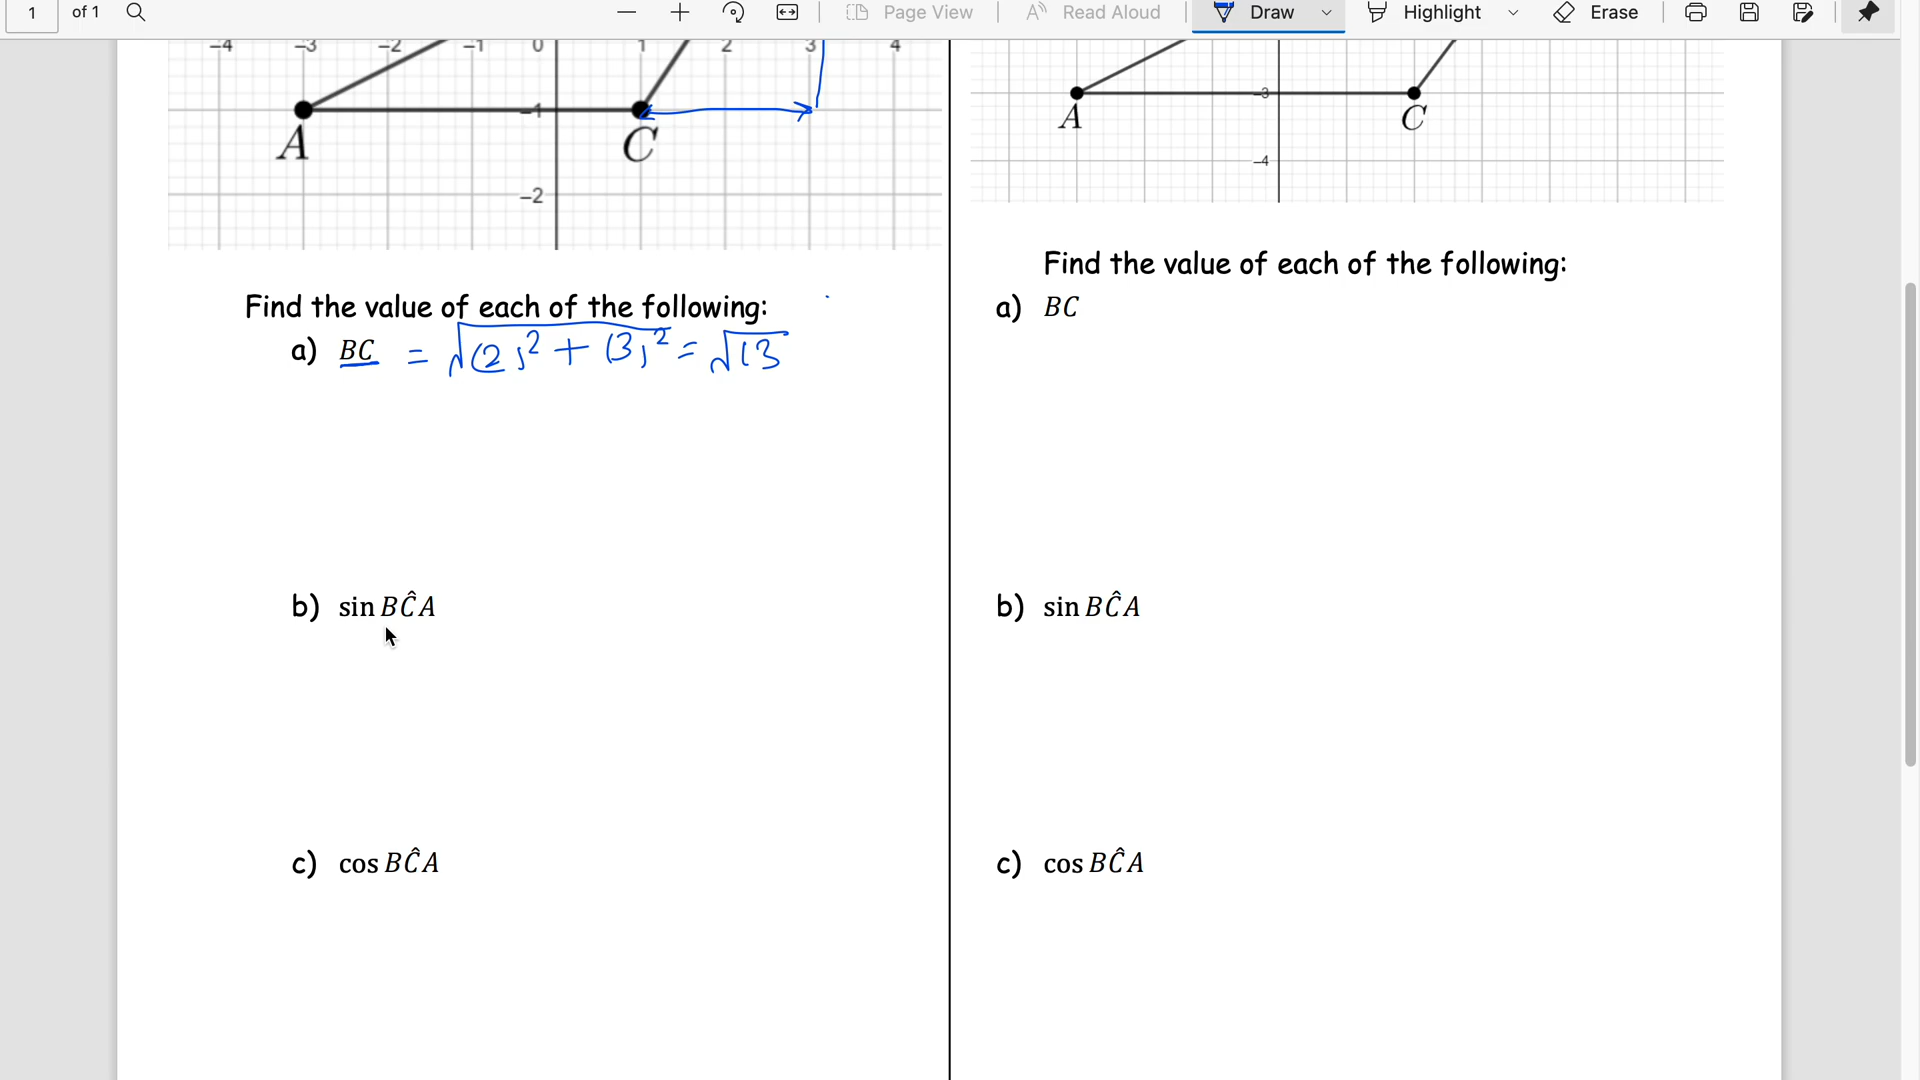 1 of 1 Page View Read Aloud Draw Highlight Erase
-4 -3 -2 -1 0 1 2 3 4
-1
A C
-2
-3
A C
-4
Find the value of each of the following:
a) BC = √(2)² + (3)² = √13
b) sin BĈA
c) cos BĈA
Find the value of each of the following:
a) BC
b) sin BĈA
c) cos BĈA